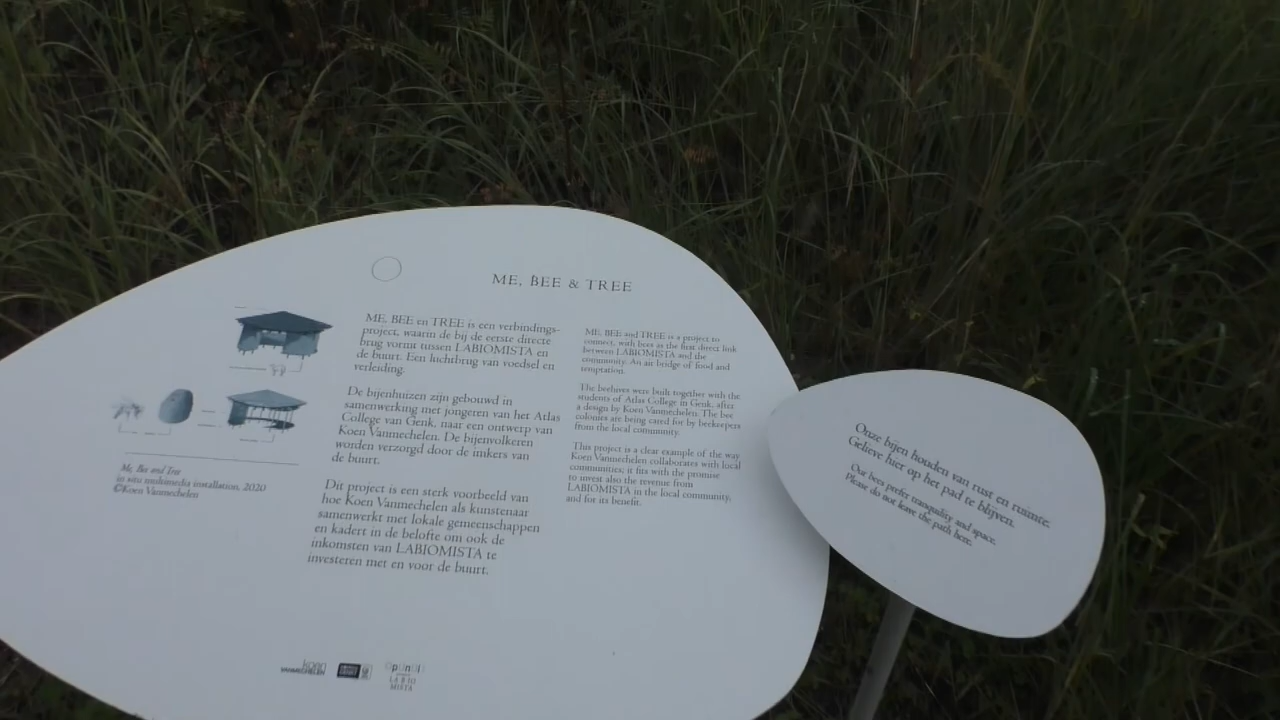 ME, BEE & TREE
ME, BEE en TREE is een verbindings-
project, waarin de bij de eerste directe
brug vormt tussen LABIOMISTA en
de buurt. Een luchtbrug van voedsel en
verleiding.
De bijenhuizen zijn gebouwd in
samenwerking met jongeren van het Atlas
College van Genk, naar een ontwerp van
Koen Vanmechelen. De bijenvolkeren
worden verzorgd door de imkers van
de buurt.
Dit project is een sterk voorbeeld van
hoe Koen Vanmechelen als kunstenaar
samenwerkt met lokale gemeenschappen
en kadert in de belofte om ook de
inkomsten van LABIOMISTA te
investeren met en voor de buurt.
ME, BEE and TREE is a project to
connect, with bees as the first direct link
between LABIOMISTA and the
community. An air bridge of food and
temptation.
The beehives were built together with the
students of Atlas College in Genk, after
a design by Koen Vanmechelen. The bee
colonies are being cared for by beekeepers
from the local community.
This project is a clear example of the way
Koen Vanmechelen collaborates with local
communities; it fits with the promise
to invest also the revenue from
LABIOMISTA in the local community,
and for its benefit.
Me, Bee and Tree
in situ multimedia installation, 2020
©Koen Vanmechelen
koen
VANMECHELEN
LA B IO
MISTA
Onze bijen houden van rust en ruimte.
Gelieve hier op het pad te blijven.
Our bees prefer tranquility and space.
Please do not leave the path here.